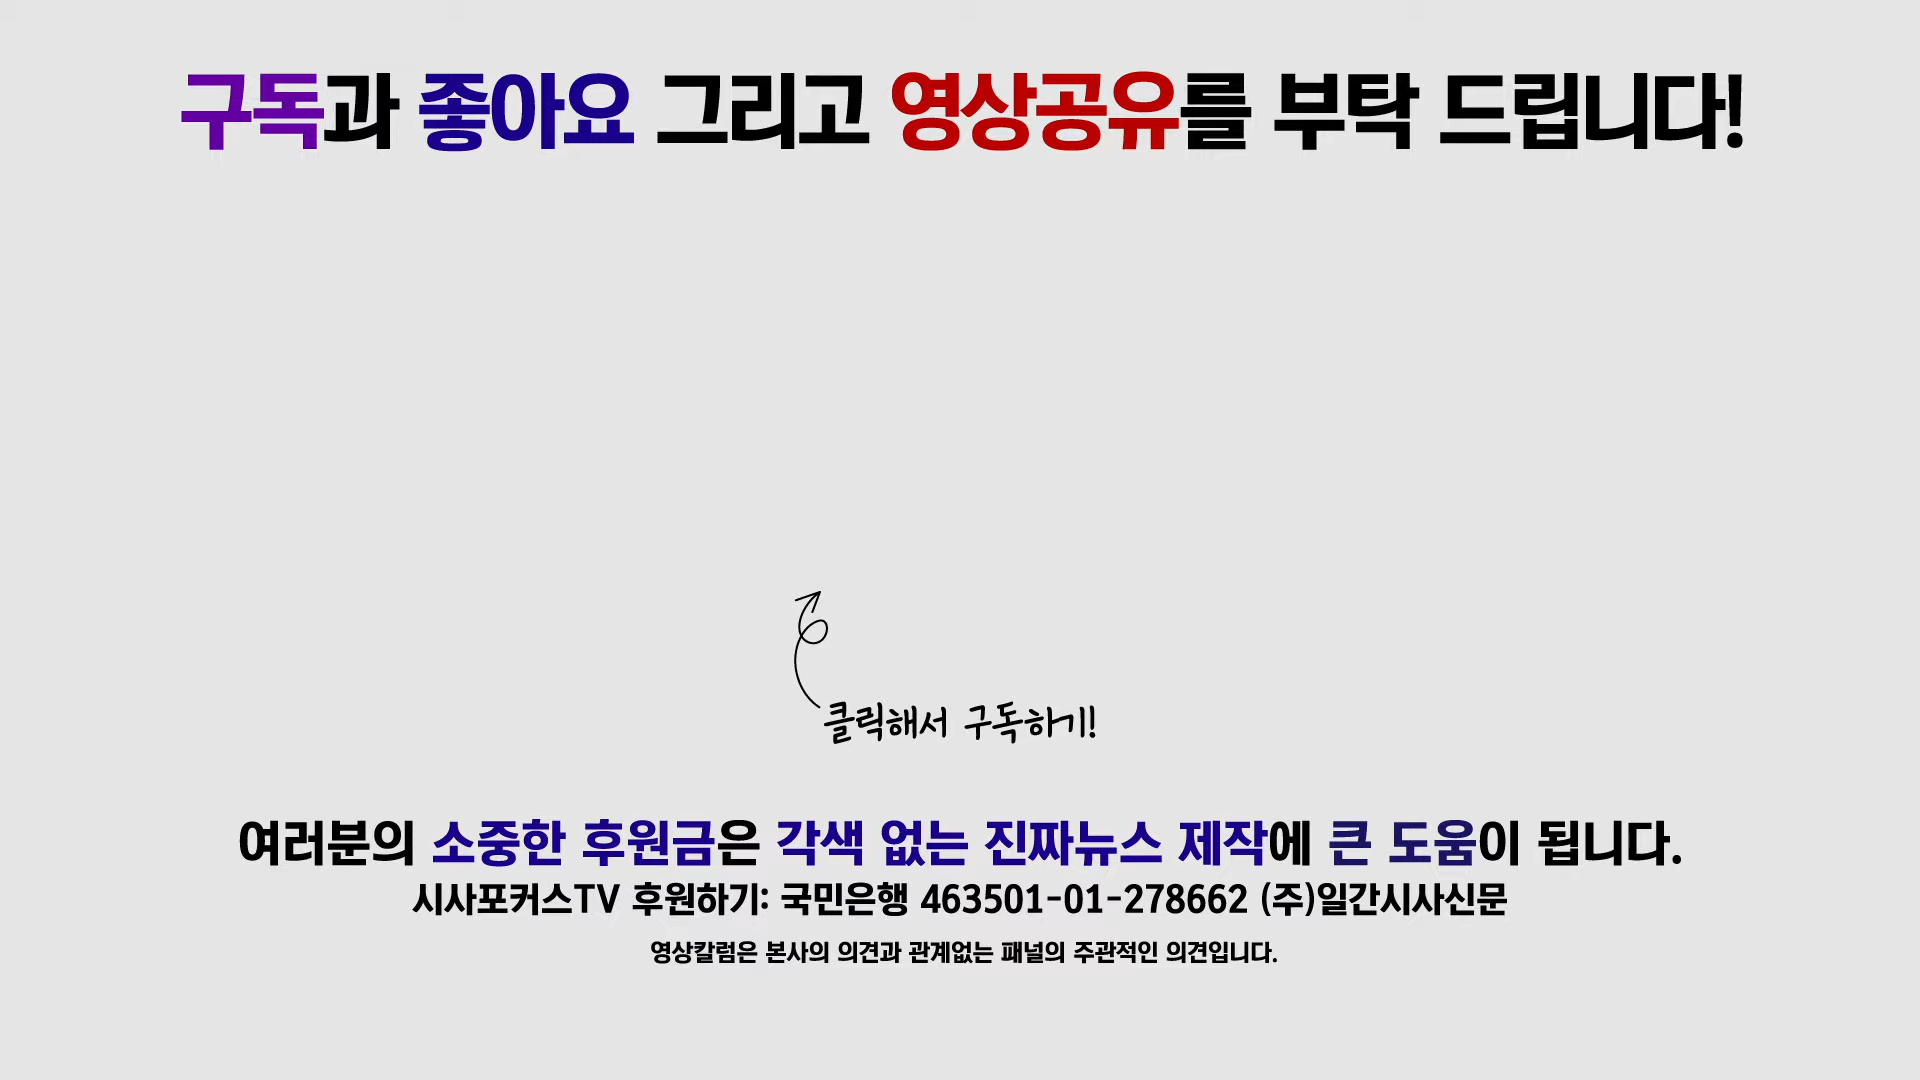 구독과 좋아요 그리고 영상공유를 부탁 드립니다!
클릭해서 구독하기!
여러분의 소중한 후원금은 각색 없는 진짜뉴스 제작에 큰 도움이 됩니다.
시사포커스TV 후원하기: 국민은행 463501-01-278662 (주)일간시사신문
영상칼럼은 본사의 의견과 관계없는 패널의 주관적인 의견입니다.